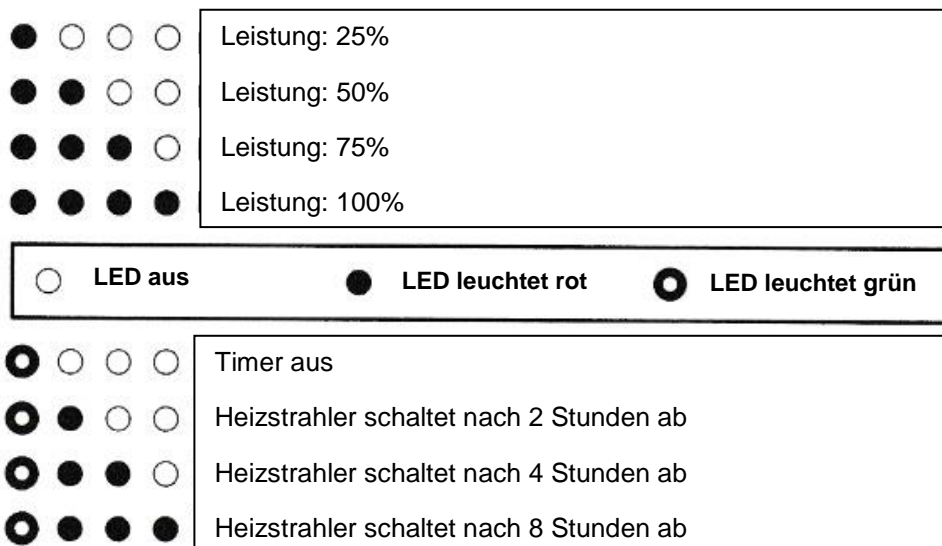 Leistung: 25%
Leistung: 50%
Leistung: 75%
Leistung: 100%
LED aus LED leuchtet rot LED leuchtet grün
Timer aus
Heizstrahler schaltet nach 2 Stunden ab
Heizstrahler schaltet nach 4 Stunden ab
Heizstrahler schaltet nach 8 Stunden ab